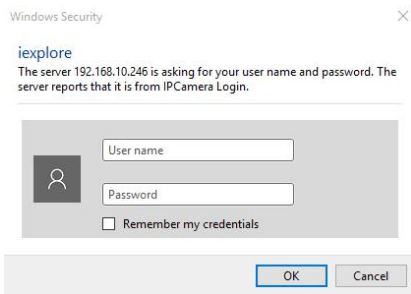 Windows Security
iexplore
The server 192.168.10.246 is asking for your user name and password. The
server reports that it is from IPCamera Login.
User name
Password
Remember my credentials
OK Cancel